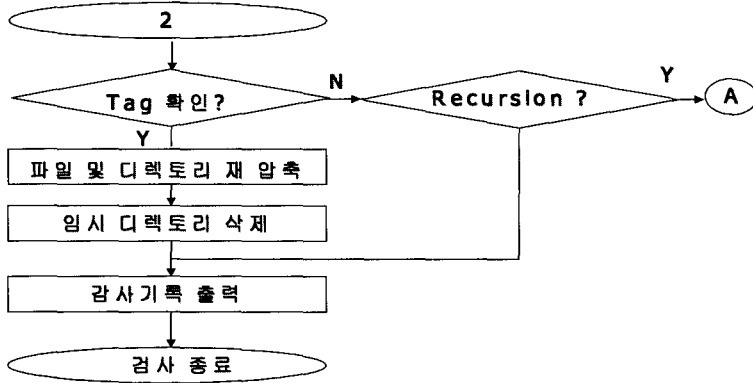 2
N
Y
Tag 확인?
Recursion ?
A
Y
파일 및 디렉토리 재 압축
임시 디렉토리 삭제
감사기록 출력
검사 종료